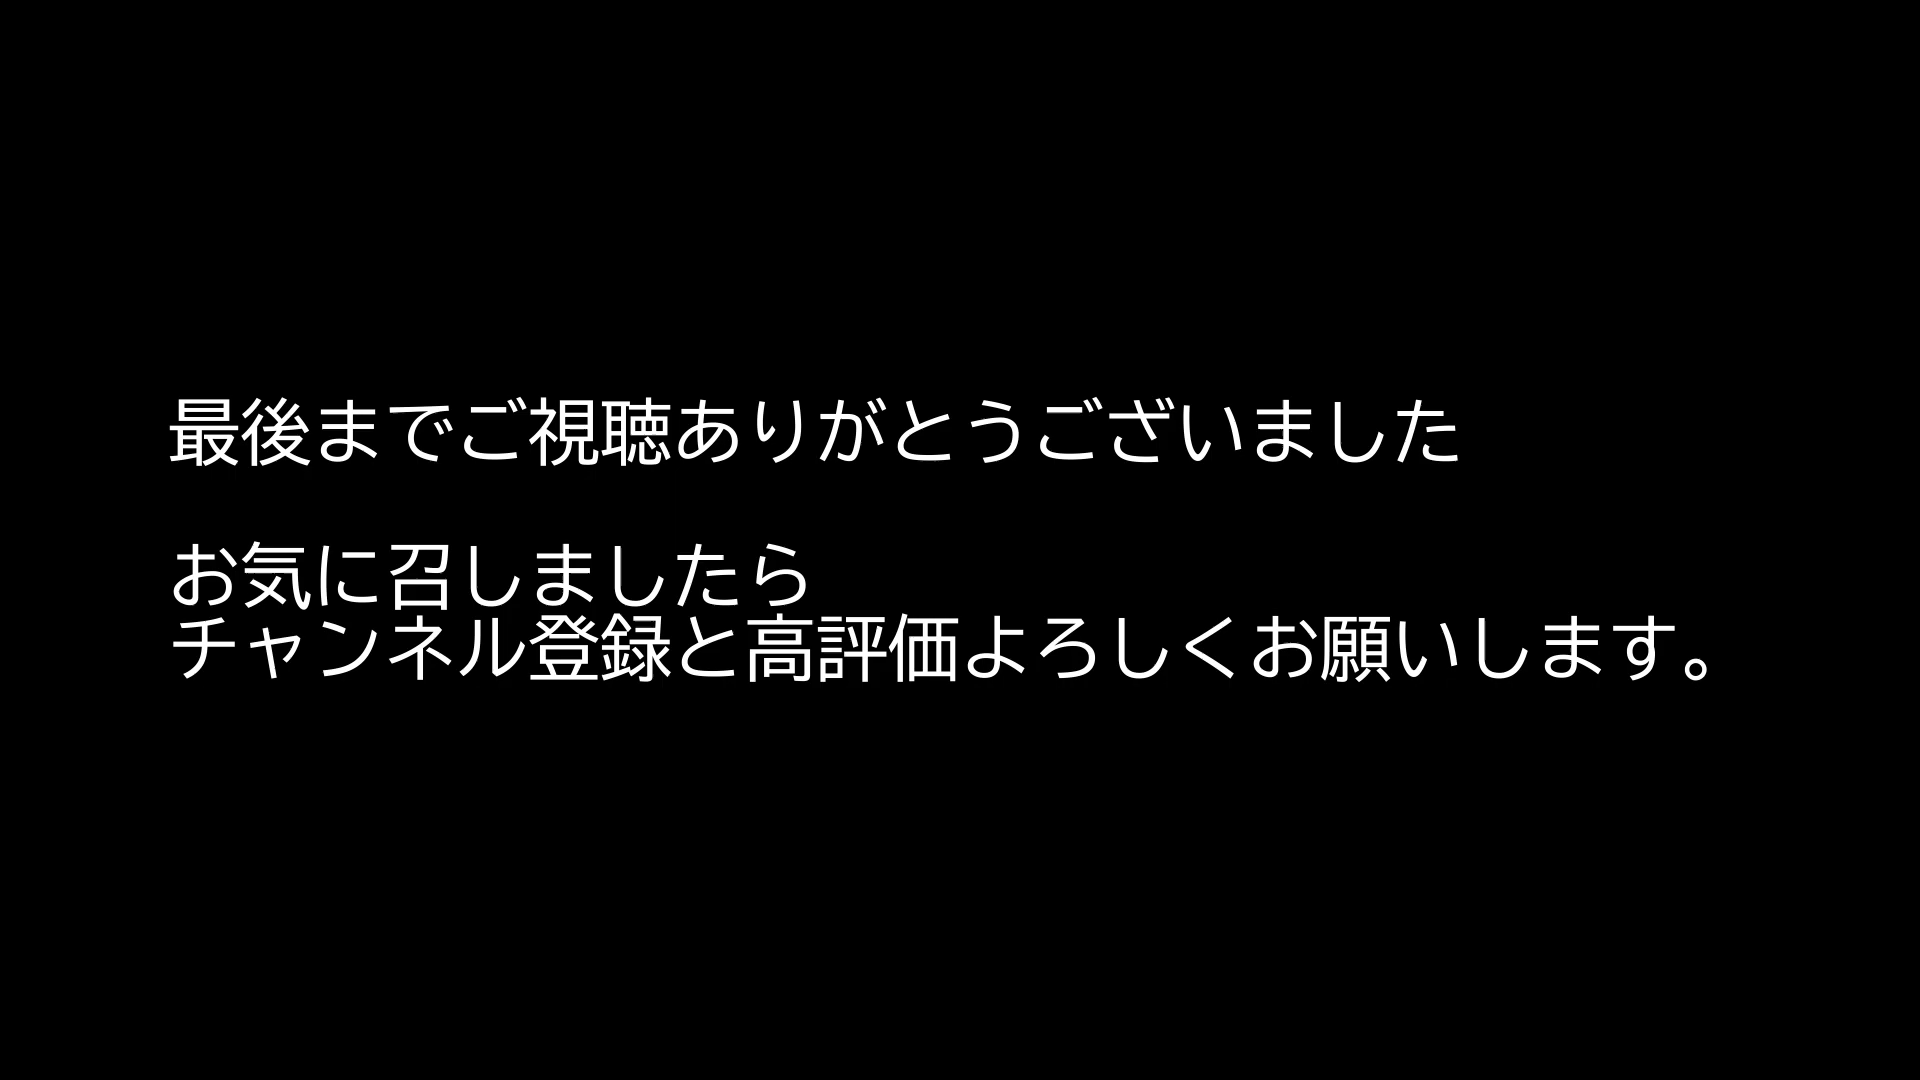 最後までご視聴ありがとうございました
お気に召しましたら
チャンネル登録と高評価よろしくお願いします。